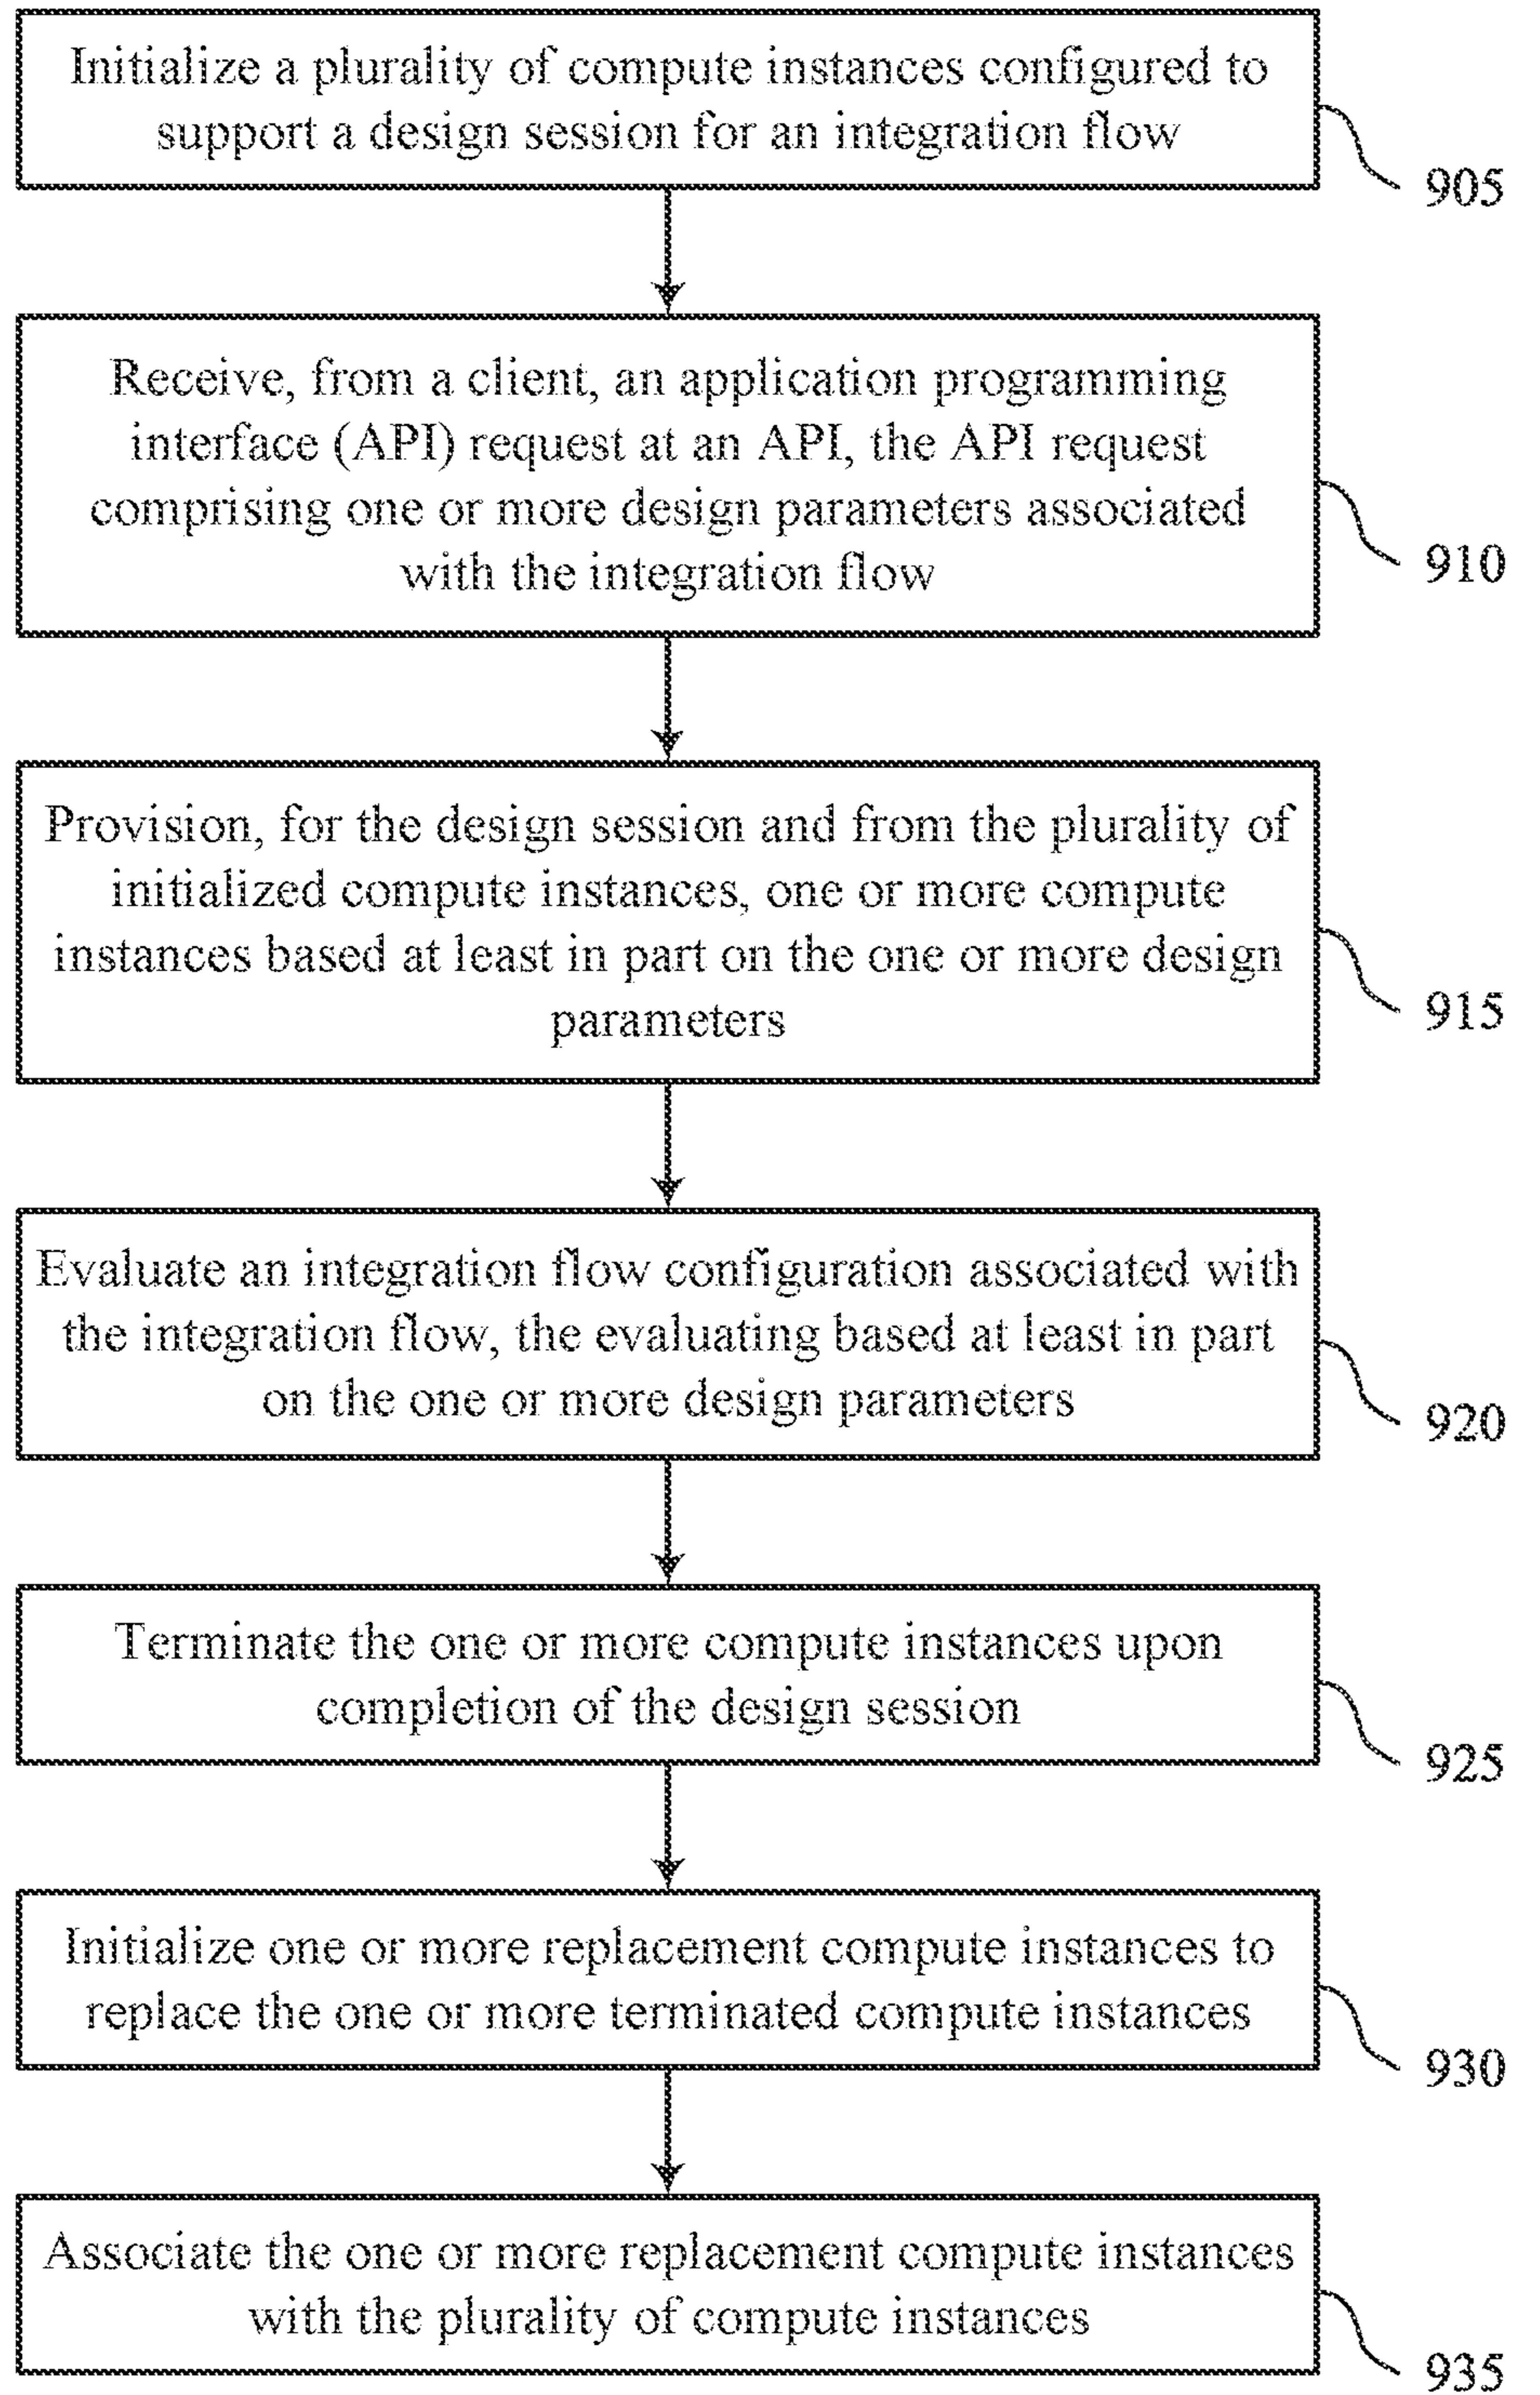 Initialize a plurality of compute instances configured to
support a design session for an integration flow
905
Receive, from a client, an application programming
interface (API) request at an API, the API request
comprising one or more design parameters associated
with the integration flow
910
Provision, for the design session and from the plurality of
initialized compute instances, one or more compute
instances based at least in part on the one or more design
parameters
915
Evaluate an integration flow configuration associated with
the integration flow, the evaluating based at least in part
on the one or more design parameters
920
Terminate the one or more compute instances upon
completion of the design session
925
Initialize one or more replacement compute instances to
replace the one or more terminated compute instances
930
Associate the one or more replacement compute instances
with the plurality of compute instances
935